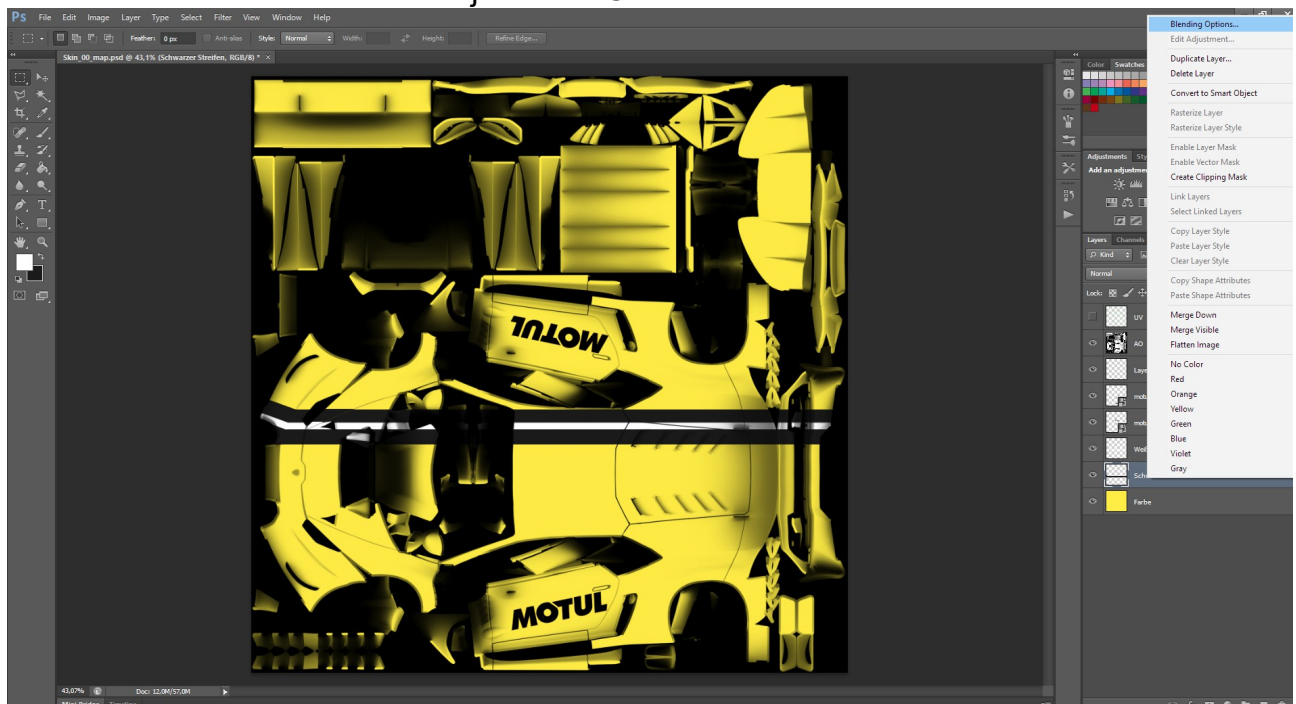 Ps File Edit Image Layer Type Select Filter View Window Help
Feather: 0 px Anti-alias Style: Normal Width: Height: Refine Edge...
Skin_00_map.psd @ 43,1% (Schwarzer Streifen, RGB/8) * ×
Color Swatches
Adjustments
Add an adjustme
Layers Channels
Kind
Normal
Lock:
UV
AO
Laye
motu
Farbe
Blending Options...
Edit Adjustment...
Duplicate Layer...
Delete Layer
Convert to Smart Object
Rasterize Layer
Rasterize Layer Style
Enable Layer Mask
Enable Vector Mask
Create Clipping Mask
Link Layers
Select Linked Layers
Copy Layer Style
Paste Layer Style
Clear Layer Style
Copy Shape Attributes
Paste Shape Attributes
Merge Down
Merge Visible
Flatten Image
No Color
Red
Orange
Yellow
Green
Blue
Violet
Gray
MOTUL
MOTUL
43,07% Doc: 12,0M/57,0M